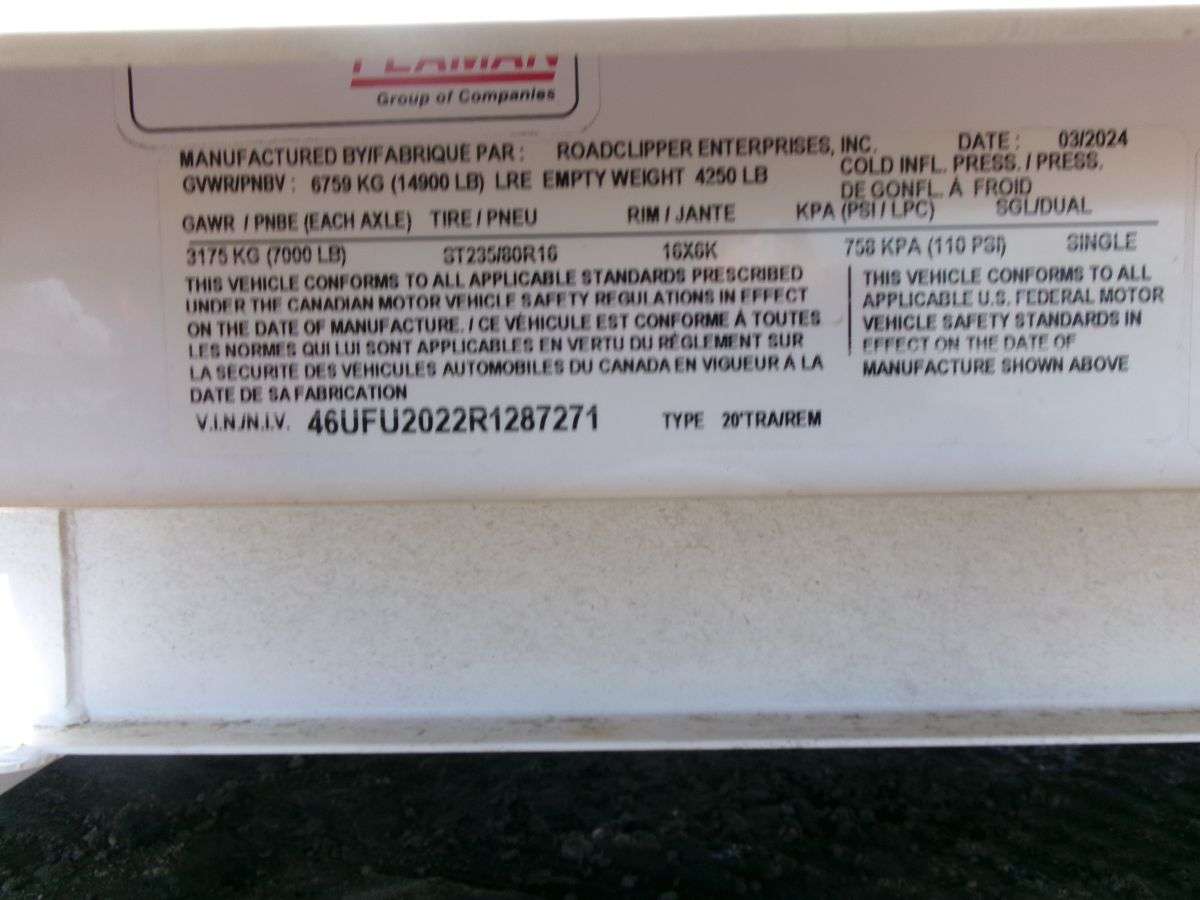 FLAMAN
Group of Companies
MANUFACTURED BY/FABRIQUE PAR : ROADCLIPPER ENTERPRISES, INC. DATE : 03/2024
GVWR/PNBV : 6759 KG (14900 LB) LRE EMPTY WEIGHT 4250 LB COLD INFL. PRESS. / PRESS.
DE GONFL. À FROID
GAWR / PNBE (EACH AXLE) TIRE / PNEU RIM / JANTE KPA (PSI / LPC) SGL/DUAL
3175 KG (7000 LB) ST235/80R16 16X6K 758 KPA (110 PSI) SINGLE
THIS VEHICLE CONFORMS TO ALL APPLICABLE STANDARDS PRESCRIBED
UNDER THE CANADIAN MOTOR VEHICLE SAFETY REGULATIONS IN EFFECT
ON THE DATE OF MANUFACTURE. / CE VÉHICULE EST CONFORME À TOUTES
LES NORMES QUI LUI SONT APPLICABLES EN VERTU DU RÉGLEMENT SUR
LA SECURITE DES VEHICULES AUTOMOBILES DU CANADA EN VIGUEUR A LA
DATE DE SA FABRICATION
THIS VEHICLE CONFORMS TO ALL
APPLICABLE U.S. FEDERAL MOTOR
VEHICLE SAFETY STANDARDS IN
EFFECT ON THE DATE OF
MANUFACTURE SHOWN ABOVE
V.I.N./N.I.V. 46UFU2022R1287271 TYPE 20'TRA/REM